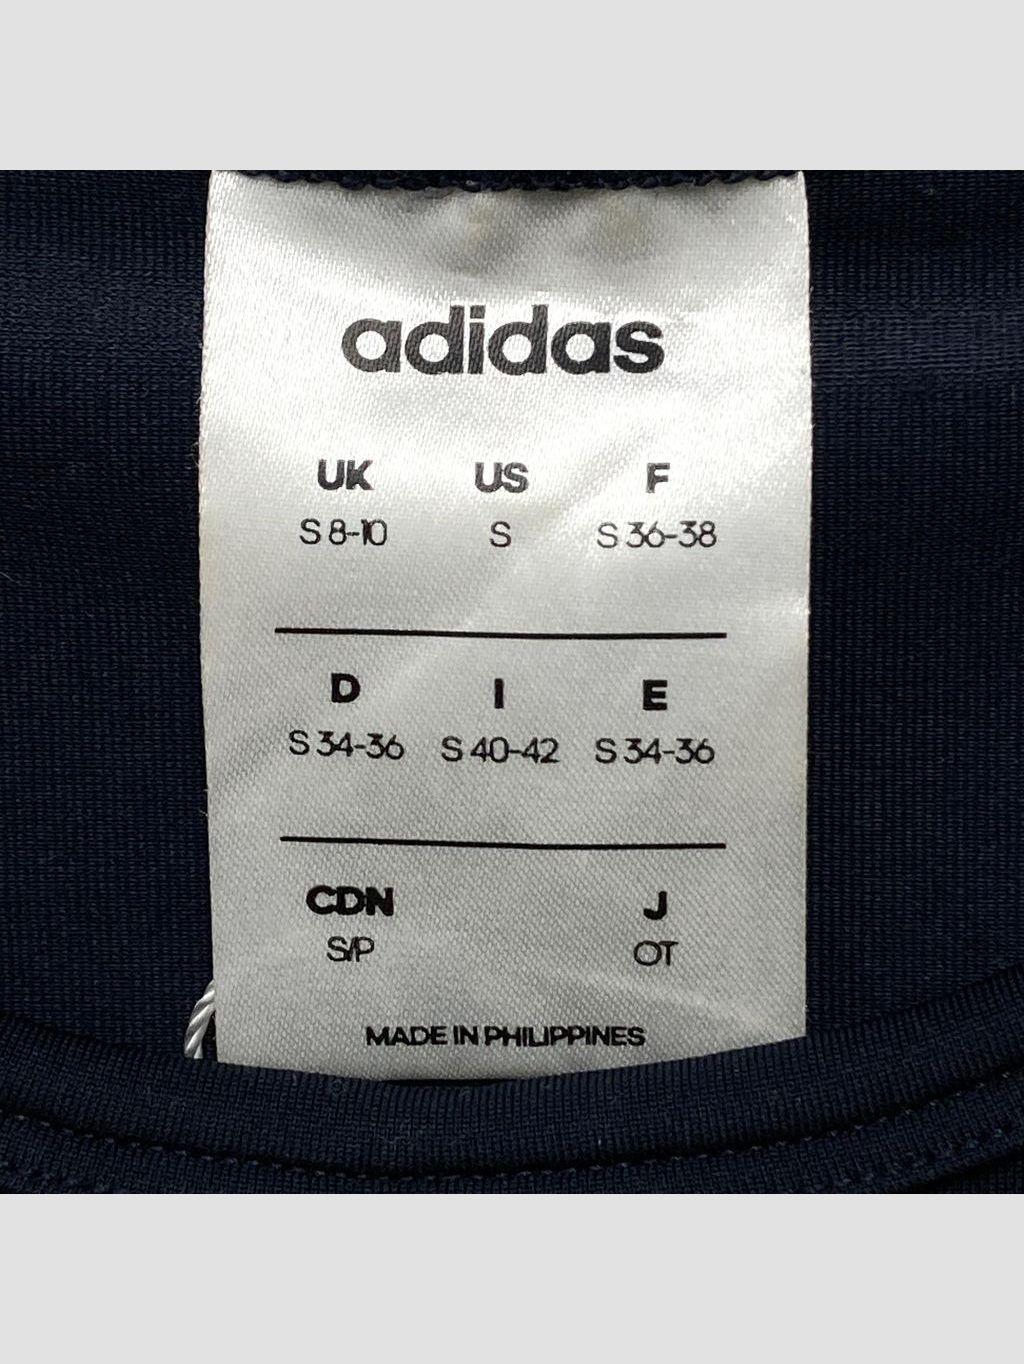 adidas
UK US F
S 8-10 S S 36-38
D I E
S 34-36 S 40-42 S 34-36
CDN J
S/P OT
MADE IN PHILIPPINES